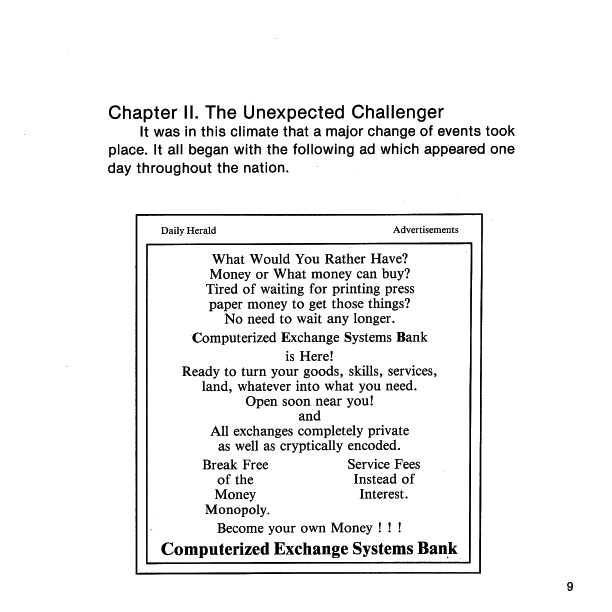 Chapter II. The Unexpected Challenger
It was in this climate that a major change of events took
place. It all began with the following ad which appeared one
day throughout the nation.
Daily Herald Advertisements
What Would You Rather Have?
Money or What money can buy?
Tired of waiting for printing press
paper money to get those things?
No need to wait any longer.
Computerized Exchange Systems Bank
is Here!
Ready to turn your goods, skills, services,
land, whatever into what you need.
Open soon near you!
and
All exchanges completely private
as well as cryptically encoded.
Break Free
of the
Money
Monopoly.
Service Fees
Instead of
Interest.
Become your own Money ! ! !
Computerized Exchange Systems Bank
9